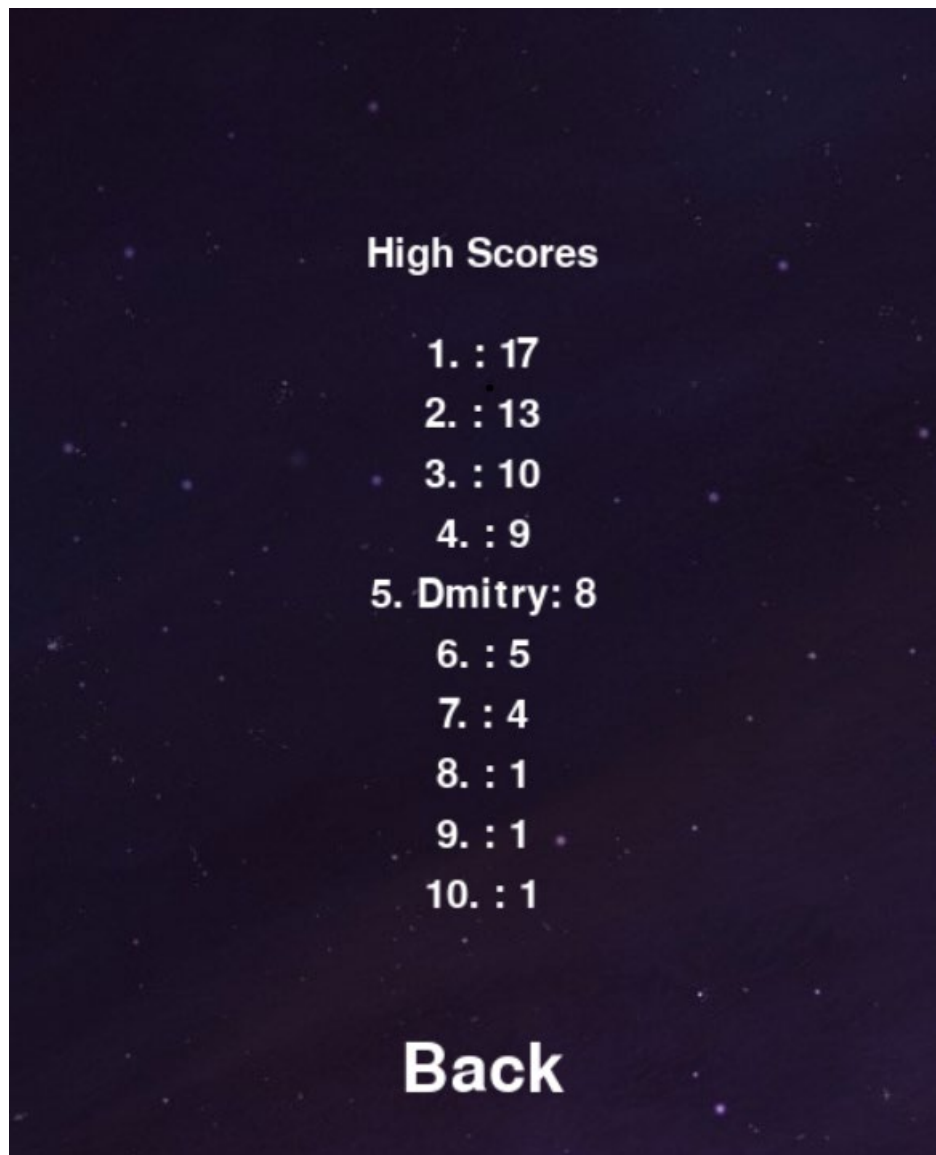 High Scores
1. : 17
2. : 13
3. : 10
4. : 9
5. Dmitry: 8
6. : 5
7. : 4
8. : 1
9. : 1
10. : 1
Back